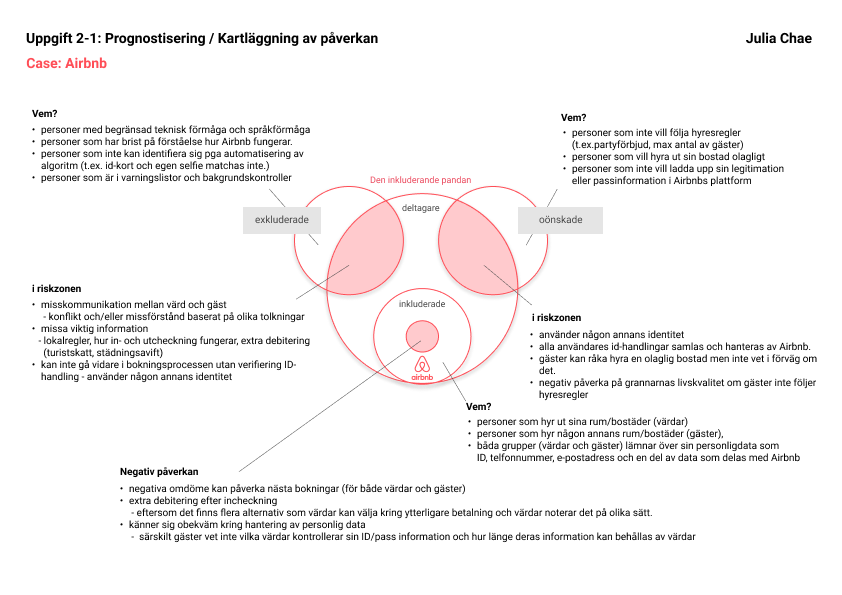 Uppgift 2-1: Prognostisering / Kartläggning av påverkan
Julia Chae
Case: Airbnb
Vem?
• personer med begränsad teknisk förmåga och språkförmåga
• personer som har brist på förståelse hur Airbnb fungerar.
• personer som inte kan identifiera sig pga automatisering av
algoritm (t.ex. id-kort och egen selfie matchas inte.)
• personer som är i varningslistor och bakgrundskontroller
Vem?
• personer som inte vill följa hyresregler
(t.ex.partyförbjud, max antal av gäster)
• personer som vill hyra ut sin bostad olagligt
• personer som inte vill ladda upp sin legitimation
eller passinformation i Airbnbs plattform
Den inkluderande pandan
deltagare
exkluderade
oönskade
inkluderade
airbnb
i riskzonen
• misskommunikation mellan värd och gäst
- konflikt och/eller missförstånd baserat på olika tolkningar
• missa viktig information
- lokalregler, hur in- och utcheckning fungerar, extra debitering
(turistskatt, städningsavift)
• kan inte gå vidare i bokningsprocessen utan verifiering ID-
handling - använder någon annans identitet
i riskzonen
• använder någon annans identitet
• alla användares id-handlingar samlas och hanteras av Airbnb.
• gäster kan råka hyra en olaglig bostad men inte vet i förväg om
det.
• negativ påverka på grannarnas livskvalitet om gäster inte följer
hyresregler
Vem?
• personer som hyr ut sina rum/bostäder (värdar)
• personer som hyr någon annans rum/bostäder (gäster),
• båda grupper (värdar och gäster) lämnar över sin personligdata som
ID, telfonnummer, e-postadress och en del av data som delas med Airbnb
Negativ påverkan
• negativa omdöme kan påverka nästa bokningar (för både värdar och gäster)
• extra debitering efter incheckning
- eftersom det finns flera alternativ som värdar kan välja kring ytterligare betalning och värdar noterar det på olika sätt.
• känner sig obekväm kring hantering av personlig data
- särskilt gäster vet inte vilka värdar kontrollerar sin ID/pass information och hur länge deras information kan behållas av värdar